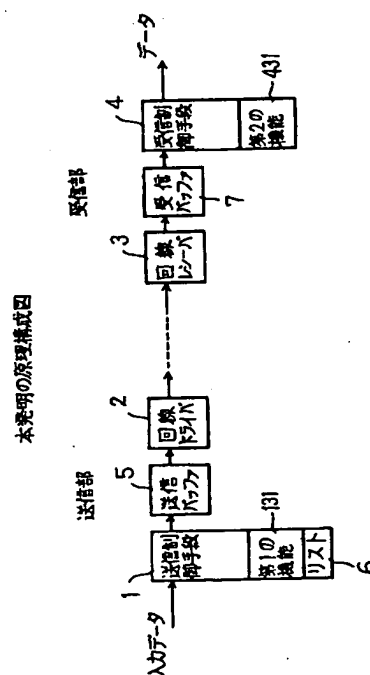 本発明の原理構成図
送信部
受信部
入力データ
1
送信制
御手段
第1の
機能
131
リスト
6
5
送信
バッファ
2
回線
ドライバ
3
回線
レシーバ
受信
バッファ
7
4
受信制
御手段
第2の
機能
431
データ